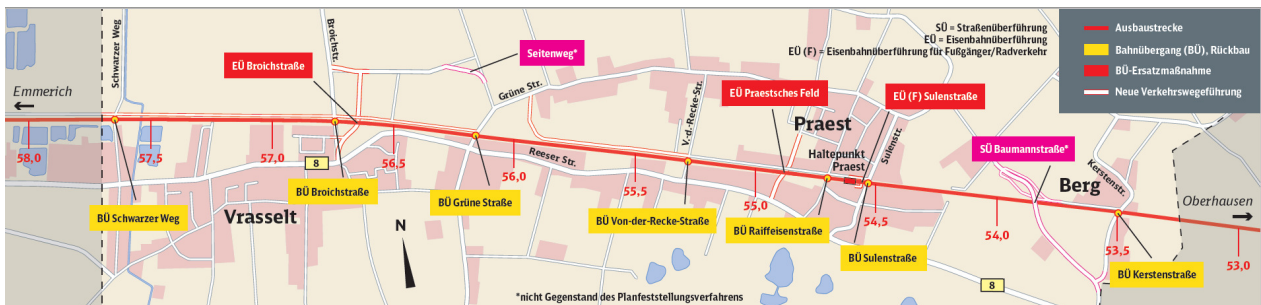 SÜ = Straßenüberführung
EÜ = Eisenbahnüberführung
EÜ (F) = Eisenbahnüberführung für Fußgänger/Radverkehr
Ausbaustrecke
Bahnübergang (BÜ), Rückbau
BÜ-Ersatzmaßnahme
Neue Verkehrswegeführung
Schwarzer Weg
Broichstr.
Seitenweg*
EÜ Broichstraße
Grüne Str.
V.-d.-Recke-Str.
EÜ Praestsches Feld
EÜ (F) Sulenstraße
Emmerich
Praest
Haltepunkt
Praest
Sulenstr.
SÜ Baumannstraße*
Kerstenstr.
Berg
Oberhausen
58,0
57,5
57,0
56,5
56,0
55,5
55,0
54,5
54,0
53,5
53,0
8
Reeser Str.
BÜ Schwarzer Weg
BÜ Broichstraße
BÜ Grüne Straße
BÜ Von-der-Recke-Straße
BÜ Raiffeisenstraße
BÜ Sulenstraße
BÜ Kerstenstraße
Vrasselt
N
8
*nicht Gegenstand des Planfeststellungsverfahrens